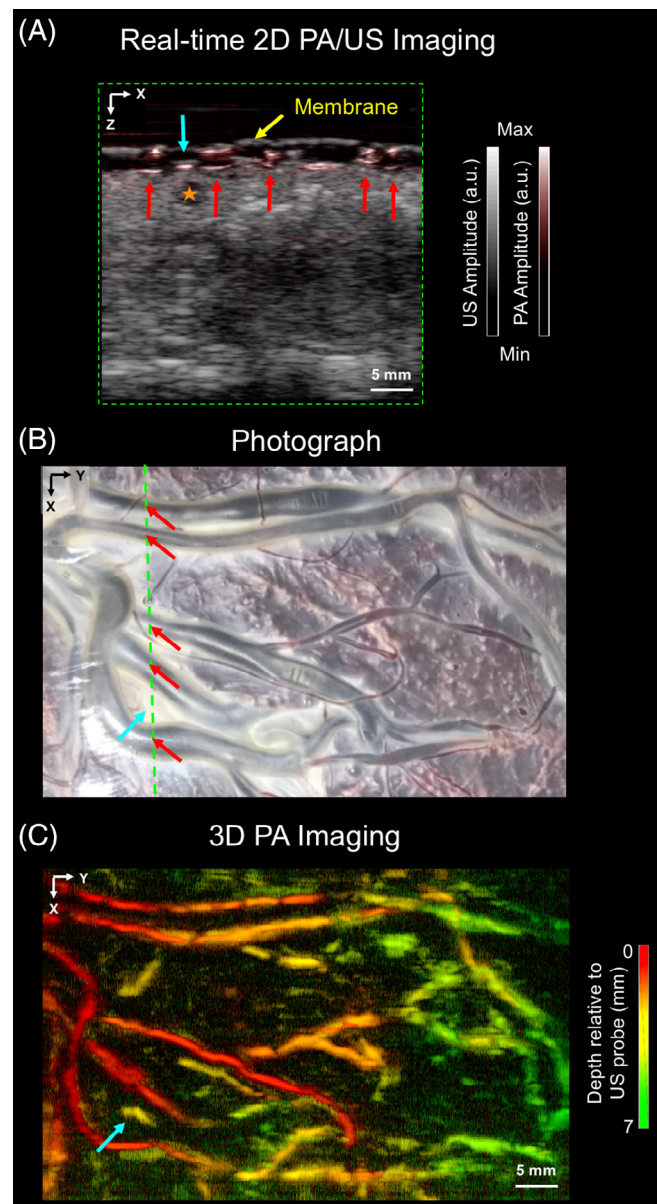 (A)
Real-time 2D PA/US Imaging
X
Z
Membrane
5 mm
Max
US Amplitude (a.u.)
PA Amplitude (a.u.)
Min
(B)
Photograph
Y
X
(C)
3D PA Imaging
Y
X
5 mm
0
Depth relative to
US probe (mm)
7